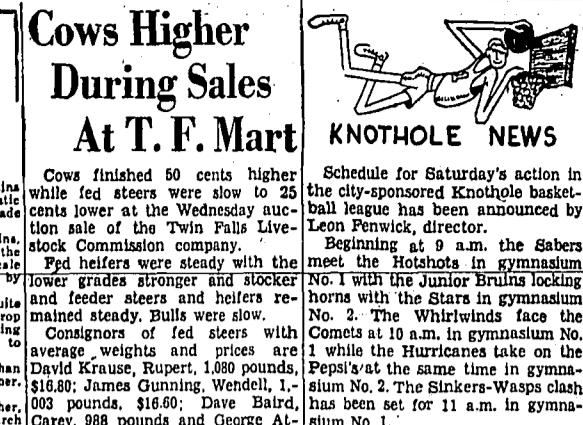 Cows Higher
During Sales
At T. F. Mart
Cows finished 50 cents higher
while fed steers were slow to 25
cents lower at the Wednesday auc-
tion sale of the Twin Falls Live-
stock Commission company.
Fed heifers were steady with the
lower grades stronger and stocker
and feeder steers and heifers re-
mained steady. Bulls were slow.
Consignors of fed steers with
average weights and prices are
David Krause, Rupert, 1,080 pounds,
$16.80; James Gunning, Wendell, 1,-
003 pounds, $16.60; Dave Baird,
Carey, 988 pounds and George At-
KNOTHOLE NEWS
Schedule for Saturday's action in
the city-sponsored Knothole basket-
ball league has been announced by
Leon Fenwick, director.
Beginning at 9 a.m. the Sabers
meet the Hotshots in gymnasium
No. 1 with the Junior Bruins locking
horns with the Stars in gymnasium
No. 2. The Whirlwinds face the
Comets at 10 a.m. in gymnasium No.
1 while the Hurricanes take on the
Pepsi's at the same time in gymna-
sium No. 2. The Sinkers-Wasps clash
has been set for 11 a.m. in gymna-
sium No. 1.